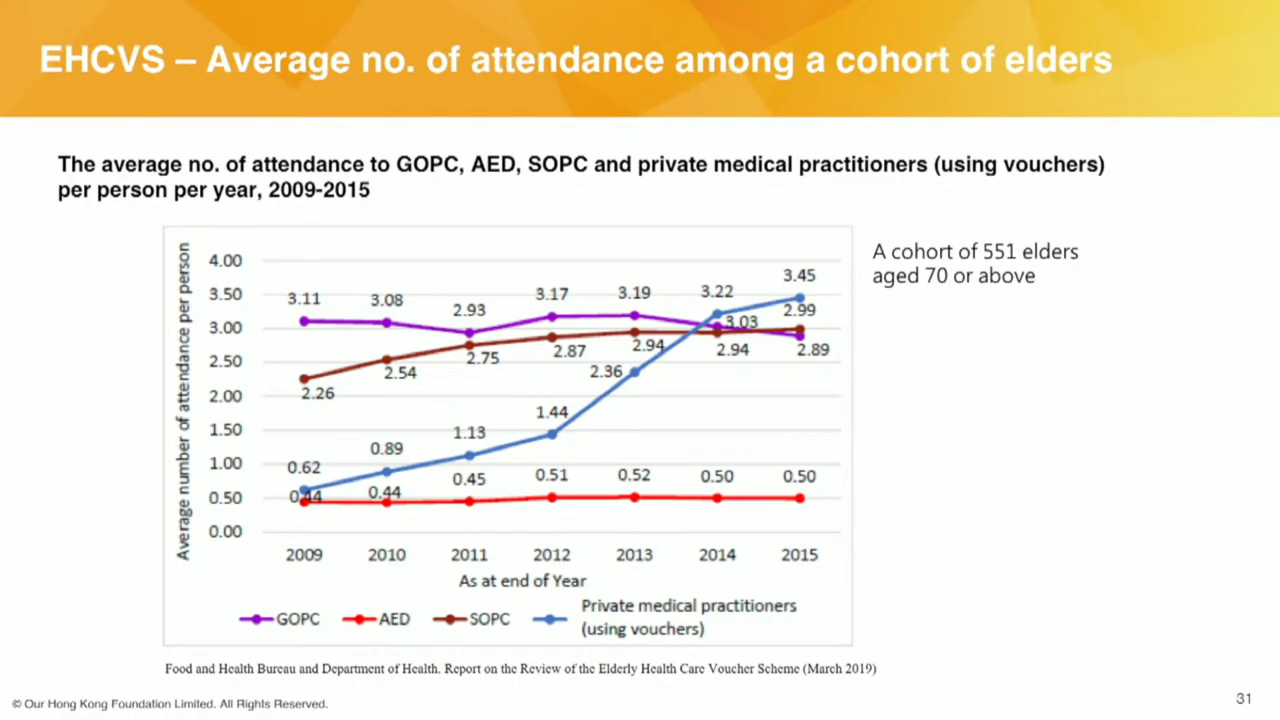 EHCVS – Average no. of attendance among a cohort of elders
The average no. of attendance to GOPC, AED, SOPC and private medical practitioners (using vouchers)
per person per year, 2009-2015
A cohort of 551 elders
aged 70 or above
Average number of attendance per person
4.00
3.50
3.00
2.50
2.00
1.50
1.00
0.50
0.00
3.11 3.08 2.93 3.17 3.19 3.03 2.89
2.26 2.54 2.75 2.87 2.94 2.94 2.99
0.62 0.89 1.13 1.44 2.36 3.22 3.45
0.44 0.44 0.45 0.51 0.52 0.50 0.50
2009 2010 2011 2012 2013 2014 2015
As at end of Year
GOPC AED SOPC Private medical practitioners
(using vouchers)
Food and Health Bureau and Department of Health. Report on the Review of the Elderly Health Care Voucher Scheme (March 2019)
© Our Hong Kong Foundation Limited. All Rights Reserved.
31